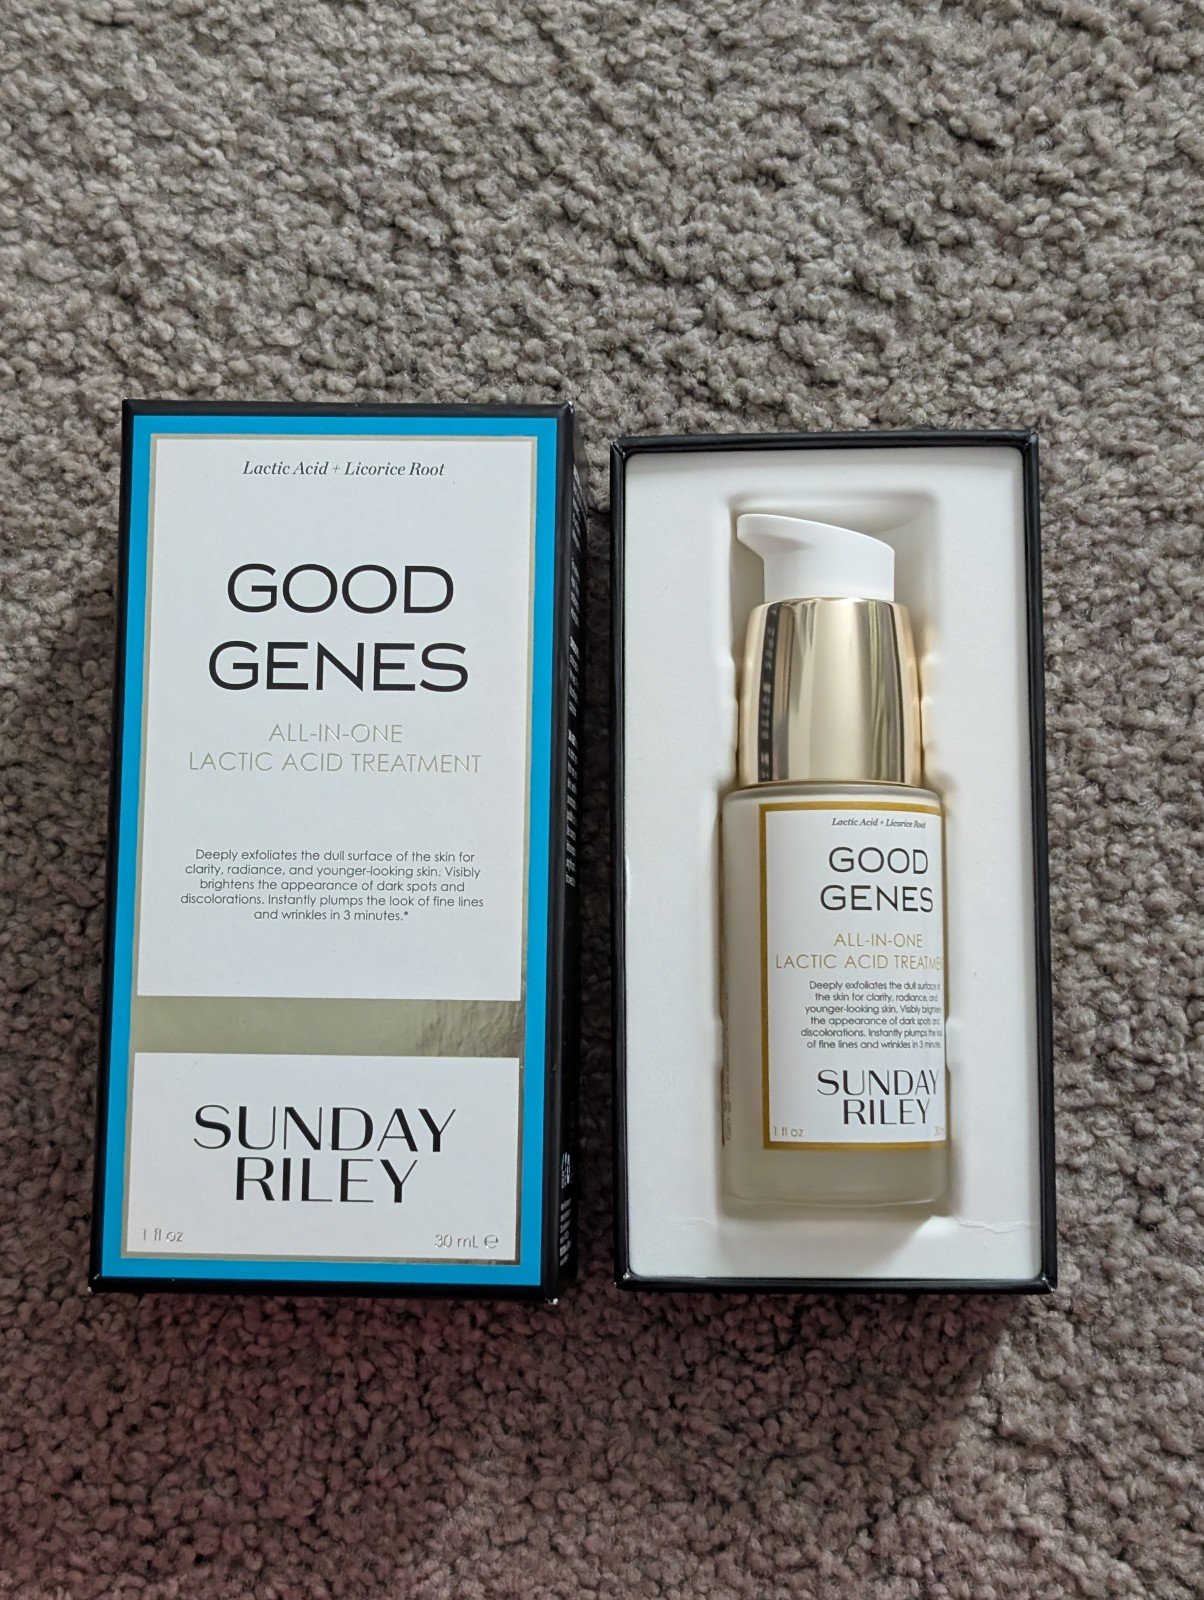 Lactic Acid + Licorice Root
GOOD
GENES
ALL-IN-ONE
LACTIC ACID TREATMENT
Deeply exfoliates the dull surface of the skin for
clarity, radiance, and younger-looking skin. Visibly
brightens the appearance of dark spots and
discolorations. Instantly plumps the look of fine lines
and wrinkles in 3 minutes.*
SUNDAY
RILEY
1 fl oz 30 mL ℮
Lactic Acid + Licorice Root
GOOD
GENES
ALL-IN-ONE
LACTIC ACID TREATMEN
Deeply exfoliates the dull surface of
the skin for clarity, radiance, and
younger-looking skin. Visibly brightens
the appearance of dark spots and
discolorations. Instantly plumps the look
of fine lines and wrinkles in 3 minutes.
SUNDAY
RILEY
1 fl oz 30